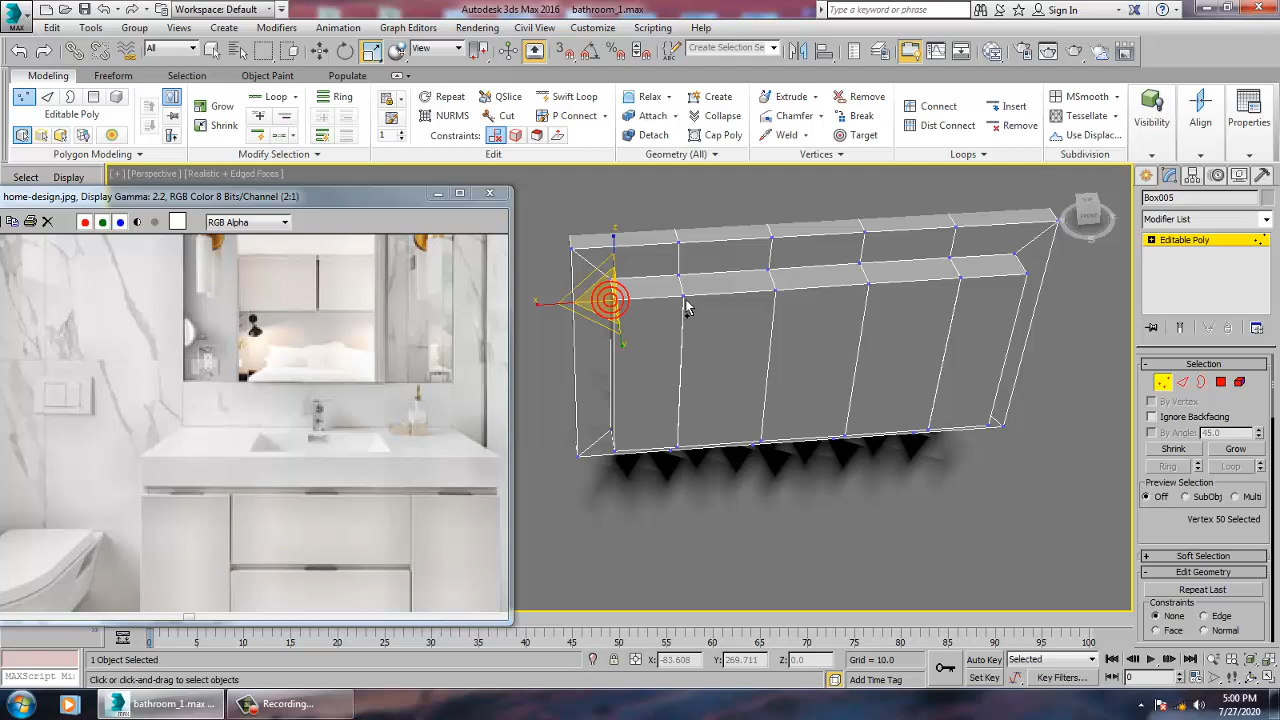 MAX
Workspace: Default
Autodesk 3ds Max 2016
bathroom_1.max
Type a keyword or phrase
Sign In
Edit
Tools
Group
Views
Create
Modifiers
Animation
Graph Editors
Rendering
Civil View
Customize
Scripting
Help
All
View
Create Selection Se
Modeling
Freeform
Selection
Object Paint
Populate
Editable Poly
Polygon Modeling
Grow
Shrink
Loop
Ring
Modify Selection
Repeat
QSlice
Swift Loop
NURMS
Cut
P Connect
Constraints:
1
Edit
Relax
Create
Attach
Collapse
Detach
Cap Poly
Geometry (All)
Extrude
Remove
Chamfer
Break
Weld
Target
Vertices
Connect
Insert
Dist Connect
Remove
Loops
MSmooth
Tessellate
Use Displac...
Subdivision
Visibility
Align
Properties
Select
Display
[ + ] [Perspective ] [Realistic + Edged Faces ]
home-design.jpg, Display Gamma: 2.2, RGB Color 8 Bits/Channel (2:1)
RGB Alpha
FRONT
Box005
Modifier List
Editable Poly
Selection
By Vertex
Ignore Backfacing
By Angle: 45.0
Shrink
Grow
Ring
Loop
Preview Selection
Off
SubObj
Multi
Vertex 50 Selected
Soft Selection
Edit Geometry
Repeat Last
Constraints
None
Edge
Face
Normal
0 5 10 15 20 25 30 35 40 45 50 55 60 65 70 75 80 85 90 95 100
1 Object Selected
X: -83.608
Y: 269.711
Z: 0.0
Grid = 10.0
Auto Key
Selected
MAXScript Mi:
Click or click-and-drag to select objects
Add Time Tag
Set Key
Key Filters...
0
bathroom_1.max ...
Recording...
5:00 PM
7/27/2020